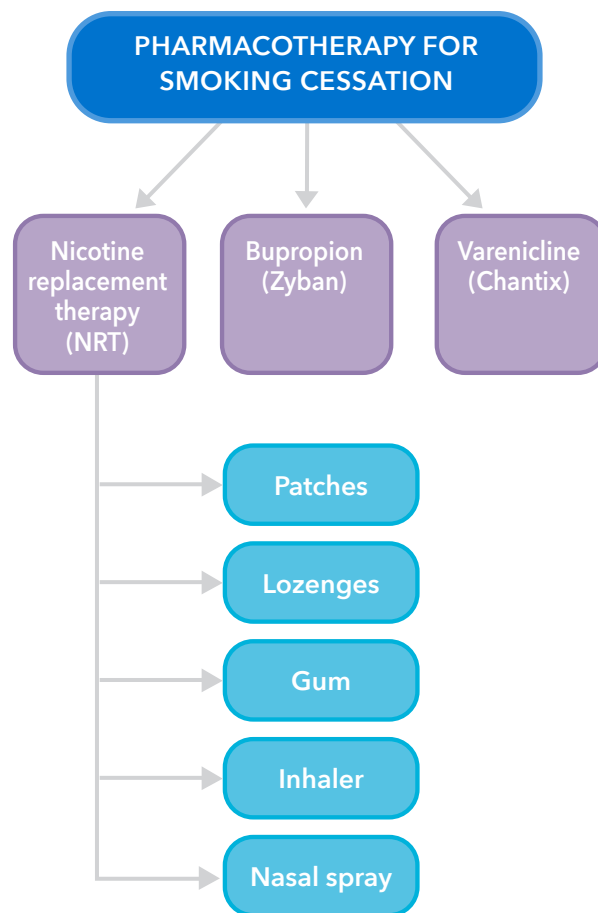 PHARMACOTHERAPY FOR
SMOKING CESSATION
Nicotine
replacement
therapy
(NRT)
Bupropion
(Zyban)
Varenicline
(Chantix)
Patches
Lozenges
Gum
Inhaler
Nasal spray